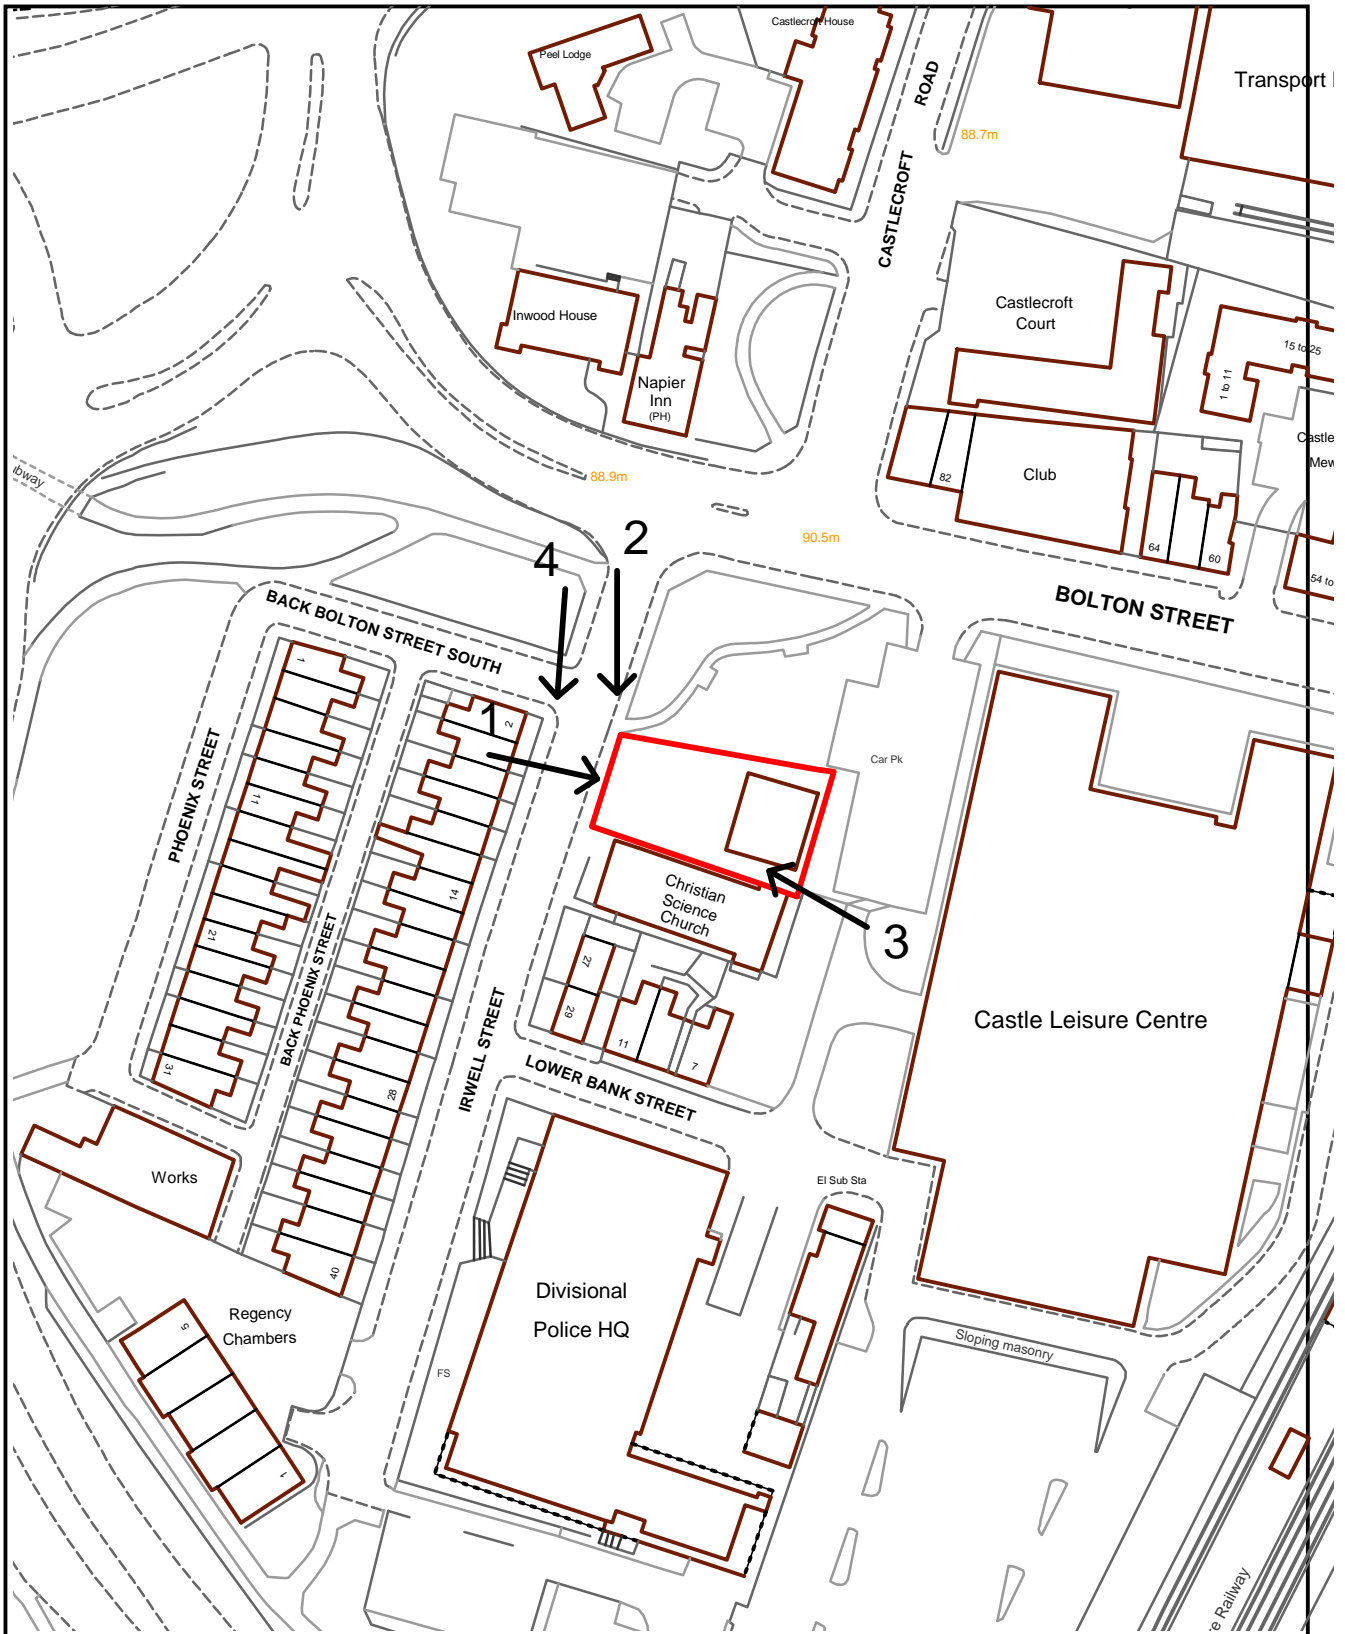 Castlecroft House
Peel Lodge
Transport
ROAD
CASTLECROFT
88.7m
Inwood House
Napier
Inn
(PH)
Castlecroft
Court
15 to 25
1 to 11
Castle
Mew
82
Club
64
60
54 to
88.9m
90.5m
bway
4
2
BOLTON STREET
BACK BOLTON STREET SOUTH
1
2
1
Car Pk
PHOENIX STREET
11
14
Christian
Science
Church
3
21
BACK PHOENIX STREET
27
29
11
7
IRWELL STREET
LOWER BANK STREET
Castle Leisure Centre
31
28
Works
El Sub Sta
40
Divisional
Police HQ
Regency
Chambers
5
1
FS
Sloping masonry
re Railway